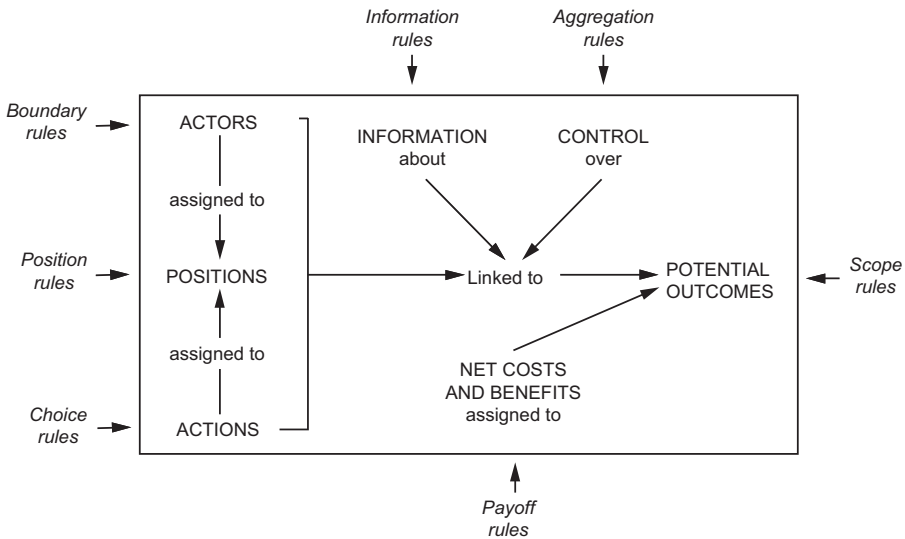 Information
rules
Aggregation
rules
Boundary
rules
ACTORS
INFORMATION
about
CONTROL
over
assigned to
Position
rules
POSITIONS
Linked to
POTENTIAL
OUTCOMES
Scope
rules
assigned to
NET COSTS
AND BENEFITS
assigned to
Choice
rules
ACTIONS
Payoff
rules